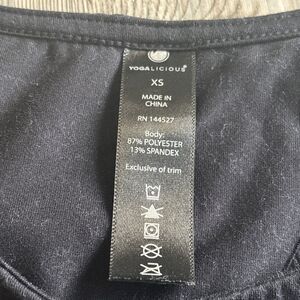 YOGALICIOUS®
XS
MADE IN
CHINA
RN 144527
Body:
87% POLYESTER
13% SPANDEX
Exclusive of trim